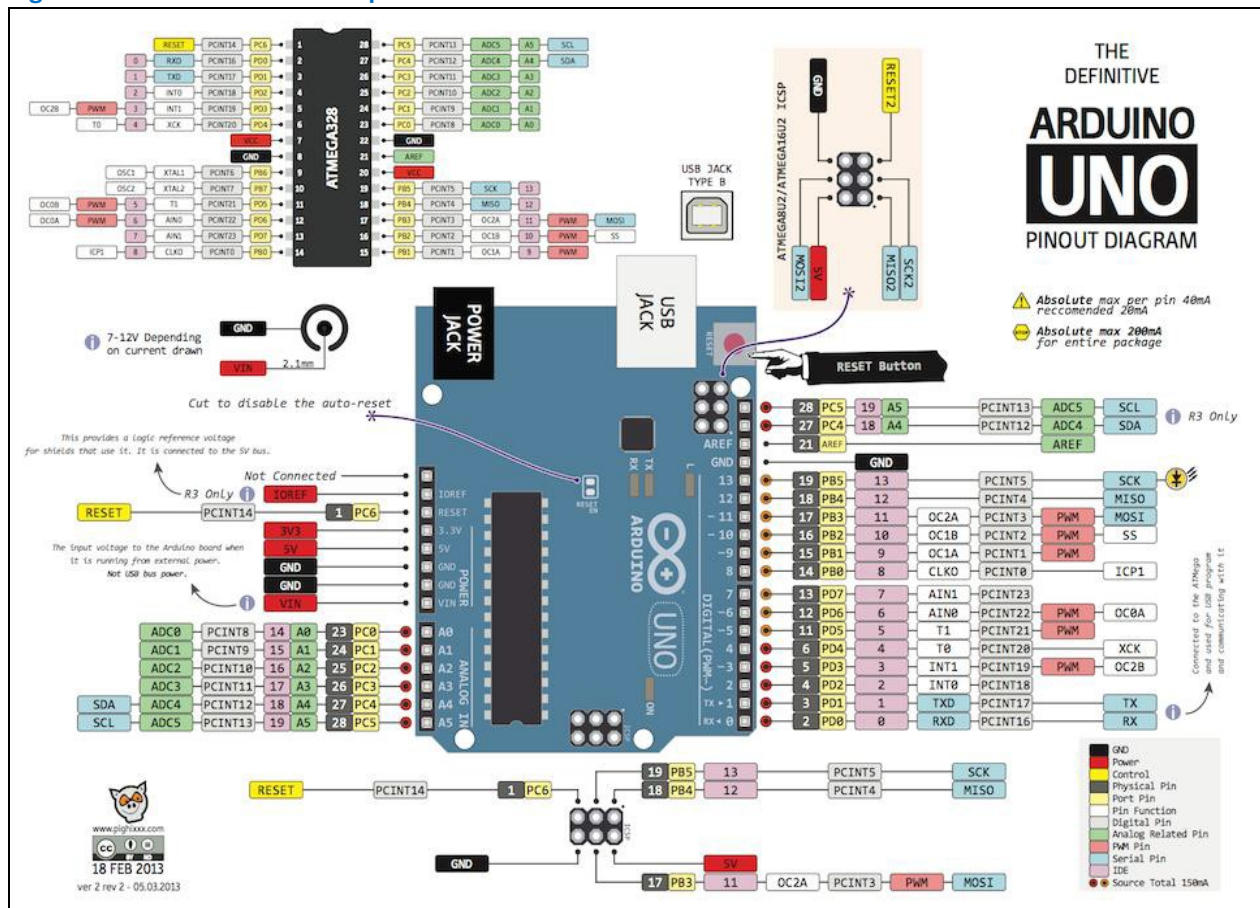 THE
DEFINITIVE
ARDUINO
UNO
PINOUT DIAGRAM
Absolute max per pin 40mA
reccomended 20mA
Absolute max 200mA
for entire package
ATMEGA328
RESET PCINT14 PC6 1
0 RXD PCINT16 PD0 2
1 TXD PCINT17 PD1 3
2 INT0 PCINT18 PD2 4
OC2B PWM 3 INT1 PCINT19 PD3 5
T0 4 XCK PCINT20 PD4 6
VCC 7
GND 8
OSC1 XTAL1 PCINT6 PB6 9
OSC2 XTAL2 PCINT7 PB7 10
OC0B PWM 5 T1 PCINT21 PD5 11
OC0A PWM 6 AIN0 PCINT22 PD6 12
7 AIN1 PCINT23 PD7 13
ICP1 8 CLKO PCINT0 PB0 14
28 PC5 PCINT13 ADC5 A5 SCL
27 PC4 PCINT12 ADC4 A4 SDA
26 PC3 PCINT11 ADC3 A3
25 PC2 PCINT10 ADC2 A2
24 PC1 PCINT9 ADC1 A1
23 PC0 PCINT8 ADC0 A0
22 GND
21 AREF
20 VCC
19 PB5 PCINT5 SCK 13
18 PB4 PCINT4 MISO 12
17 PB3 PCINT3 OC2A 11 PWM MOSI
16 PB2 PCINT2 OC1B 10 PWM SS
15 PB1 PCINT1 OC1A 9 PWM
USB JACK
TYPE B
ATMEGA8U2/ATMEGA16U2 ICSP
GND
RESET2
MOSI2
5V
MISO2
SCK2
7-12V Depending
on current drawn
GND
VIN
2.1mm
POWER
JACK
USB
JACK
RESET
RESET Button
Cut to disable the auto-reset
This provides a logic reference voltage
for shields that use it. It is connected to the 5V bus.
Not Connected
R3 Only IOREF
RESET PCINT14 1 PC6
3V3
5V
GND
GND
VIN
The input voltage to the Arduino board when
it is running from external power.
Not USB bus power.
ADC0 PCINT8 14 A0 23 PC0
ADC1 PCINT9 15 A1 24 PC1
ADC2 PCINT10 16 A2 25 PC2
ADC3 PCINT11 17 A3 26 PC3
SDA ADC4 PCINT12 18 A4 27 PC4
SCL ADC5 PCINT13 19 A5 28 PC5
IOREF
RESET
3.3V
5V
GND
GND
VIN
POWER
A0
A1
A2
A3
A4
A5
ANALOG IN
RESET
EN
RX
TX
L
ARDUINO
UNO
ON
ICSP
AREF
GND
13
12
~11
~10
~9
8
7
~6
~5
4
~3
2
TX ▸ 1
RX ◂ 0
DIGITAL (PWM~)
28 PC5 19 A5 PCINT13 ADC5 SCL
27 PC4 18 A4 PCINT12 ADC4 SDA
R3 Only
21 AREF AREF
GND
19 PB5 13 PCINT5 SCK
18 PB4 12 PCINT4 MISO
17 PB3 11 OC2A PCINT3 PWM MOSI
16 PB2 10 OC1B PCINT2 PWM SS
15 PB1 9 OC1A PCINT1 PWM
14 PB0 8 CLKO PCINT0 ICP1
13 PD7 7 AIN1 PCINT23
12 PD6 6 AIN0 PCINT22 PWM OC0A
11 PD5 5 T1 PCINT21 PWM
6 PD4 4 T0 PCINT20 XCK
5 PD3 3 INT1 PCINT19 PWM OC2B
4 PD2 2 INT0 PCINT18
3 PD1 1 TXD PCINT17 TX
2 PD0 0 RXD PCINT16 RX
Connected to the ATMega
and used for USB program
and communicating with it
RESET PCINT14 1 PC6
19 PB5 13 PCINT5 SCK
18 PB4 12 PCINT4 MISO
ICSP
GND
5V
17 PB3 11 OC2A PCINT3 PWM MOSI
GND
Power
Control
Physical Pin
Port Pin
Pin Function
Digital Pin
Analog Related Pin
PWM Pin
Serial Pin
IDE
Source Total 150mA
www.pighixxx.com
cc
BY ND
18 FEB 2013
ver 2 rev 2 - 05.03.2013